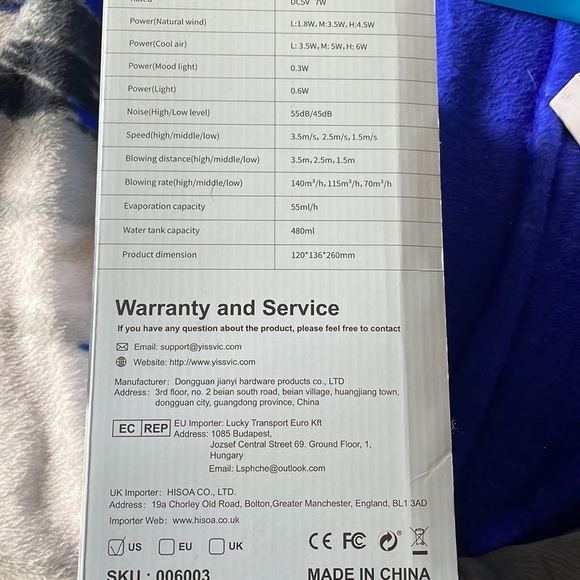 DC5V 7W
Power(Natural wind) L:1.8W, M:3.5W, H:4.5W
Power(Cool air) L: 3.5W, M: 5W, H: 6W
Power(Mood light) 0.3W
Power(Light) 0.6W
Noise(High/Low level) 55dB/45dB
Speed(high/middle/low) 3.5m/s, 2.5m/s, 1.5m/s
Blowing distance(high/middle/low) 3.5m, 2.5m, 1.5m
Blowing rate(high/middle/low) 140m³/h, 115m³/h, 70m³/h
Evaporation capacity 55ml/h
Water tank capacity 480ml
Product dimension 120*136*260mm
Warranty and Service
If you have any question about the product, please feel free to contact
Email: support@yissvic.com
Website: http://www.yissvic.com
Manufacturer: Dongguan jianyi hardware products co., LTD
Address: 3rd floor, no. 2 beian south road, beian village, huangjiang town,
dongguan city, guangdong province, China
EC REP EU Importer: Lucky Transport Euro Kft
Address: 1085 Budapest,
Jozsef Central Street 69. Ground Floor, 1,
Hungary
Email: Lsphche@outlook.com
UK Importer: HISOA CO., LTD.
Address: 19a Chorley Old Road, Bolton,Greater Manchester, England, BL1 3AD
Importer Web: www.hisoa.co.uk
US EU UK CE FC
SKU: 006003 MADE IN CHINA